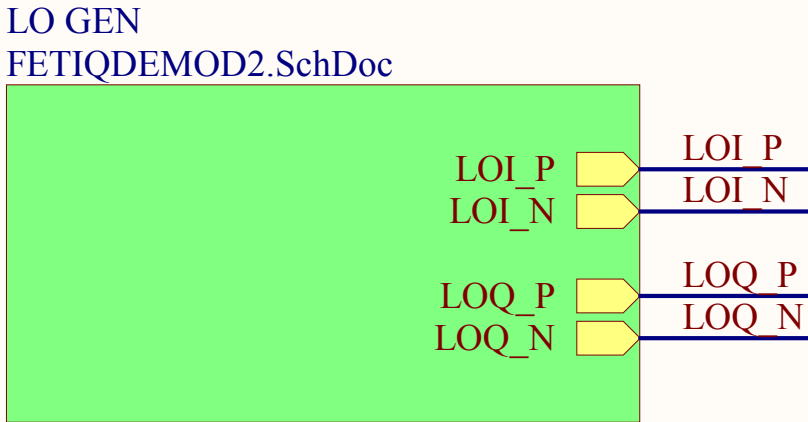 LO GEN
FETIQDEMOD2.SchDoc
LOI_P LOI_P
LOI_N LOI_N
LOQ_P LOQ_P
LOQ_N LOQ_N